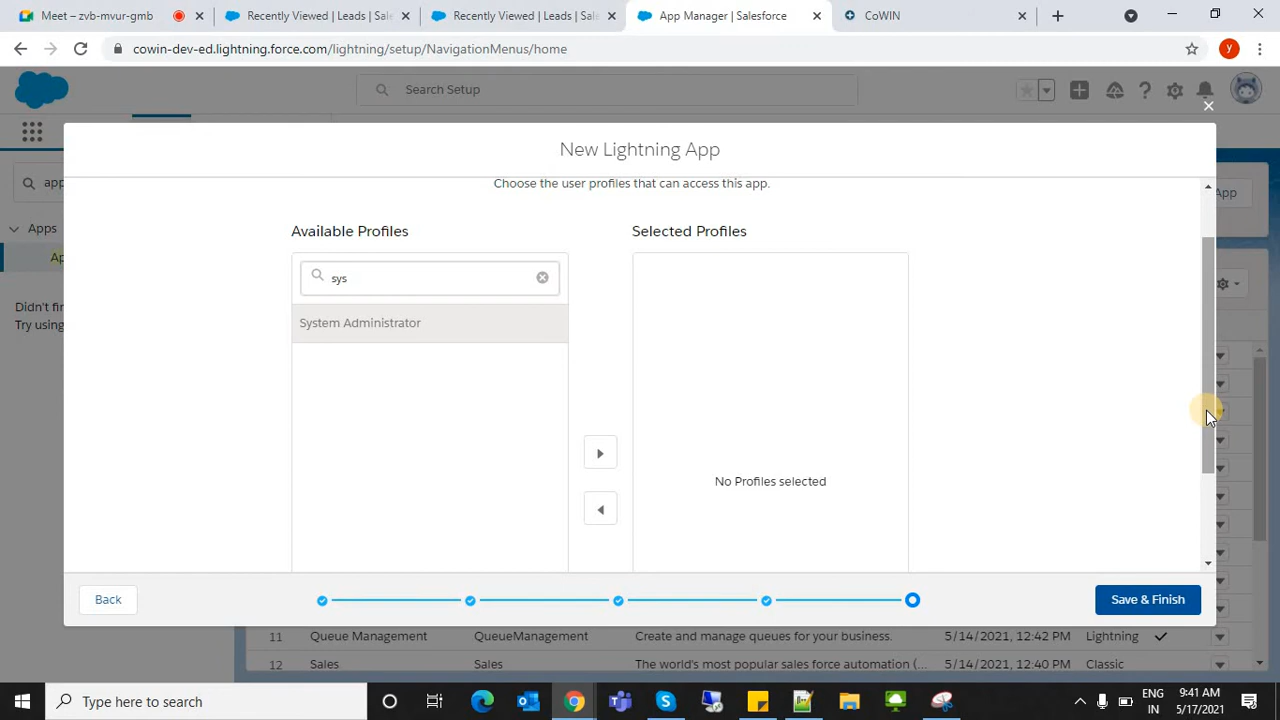 Meet – zvb-mvur-gmb
Recently Viewed | Leads | Sale
Recently Viewed | Leads | Sale
App Manager | Salesforce
CoWIN
cowin-dev-ed.lightning.force.com/lightning/setup/NavigationMenus/home
y
Search Setup
New Lightning App
app
App
Choose the user profiles that can access this app.
Apps
Available Profiles
Selected Profiles
Ap
sys
Didn't fin
Try using
System Administrator
No Profiles selected
Back
Save & Finish
11 Queue Management QueueManagement Create and manage queues for your business. 5/14/2021, 12:42 PM Lightning
12 Sales Sales The world's most popular sales force automation (... 5/14/2021, 12:40 PM Classic
Type here to search
ENG
IN
9:41 AM
5/17/2021